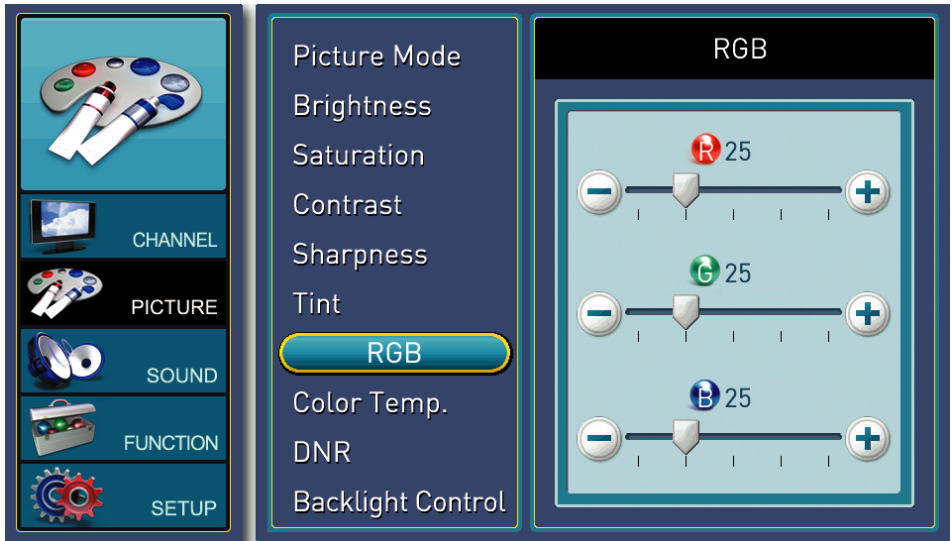 CHANNEL
PICTURE
SOUND
FUNCTION
SETUP
Picture Mode
Brightness
Saturation
Contrast
Sharpness
Tint
RGB
Color Temp.
DNR
Backlight Control
RGB
R 25
G 25
B 25